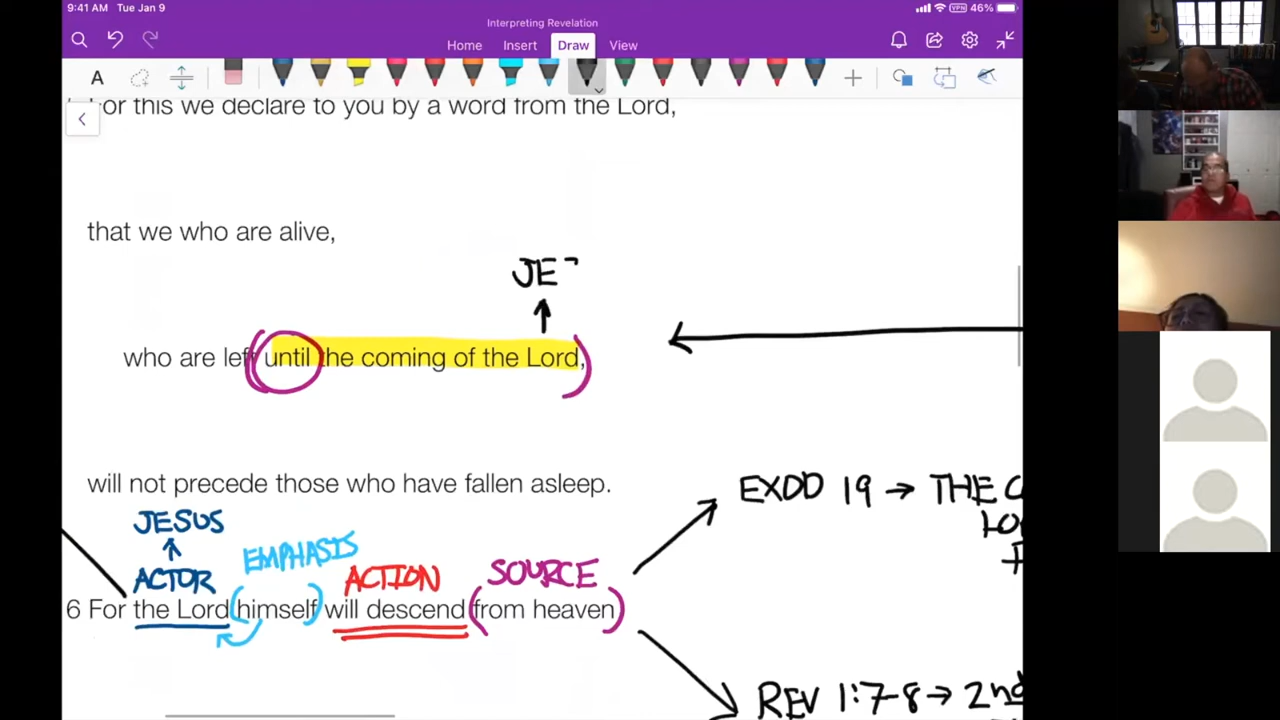 9:41 AM Tue Jan 9
VPN 46%
Interpreting Revelation
Home Insert Draw View
A
For this we declare to you by a word from the Lord,
that we who are alive,
JE
who are left until the coming of the Lord,
will not precede those who have fallen asleep.
EXOD 19 → THE
JESUS
EMPHASIS
ACTOR
ACTION
SOURCE
6 For the Lord himself will descend from heaven
REV 1:7-8 → 2nd